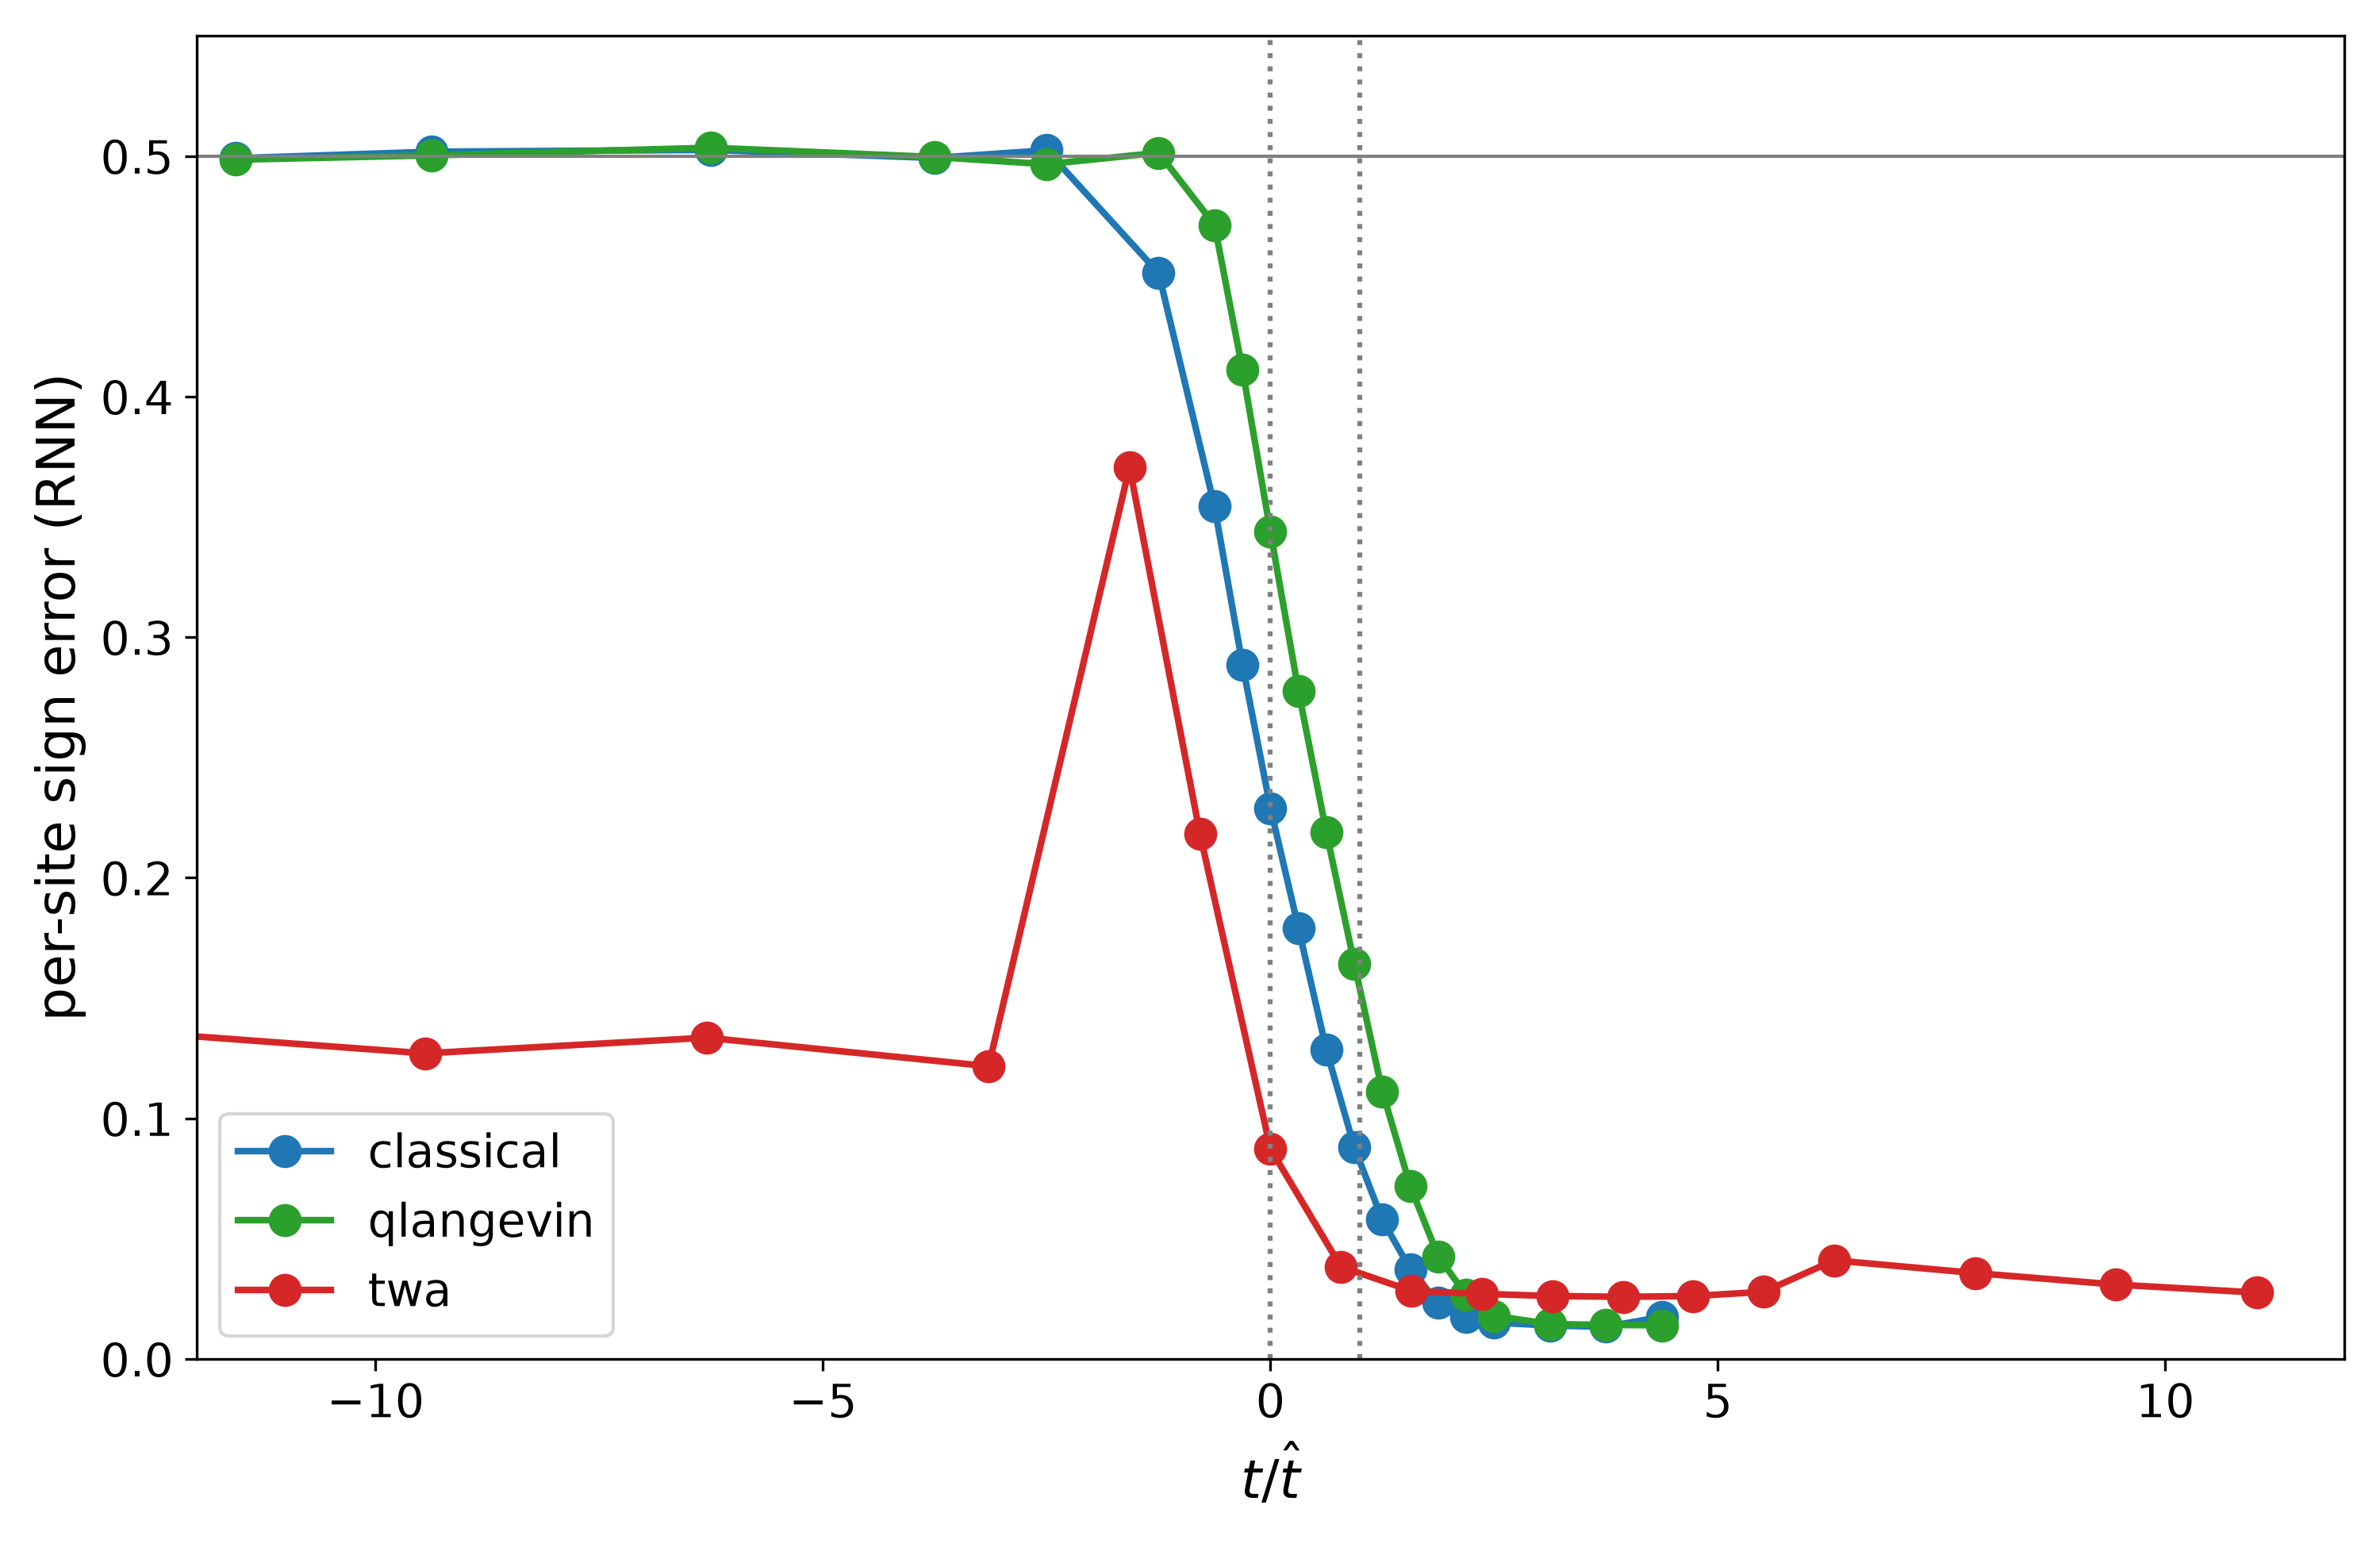 per-site sign error (RNN)
0.5
0.4
0.3
0.2
0.1
0.0
classical
qlangevin
twa
−10 −5 0 5 10
t/t̂